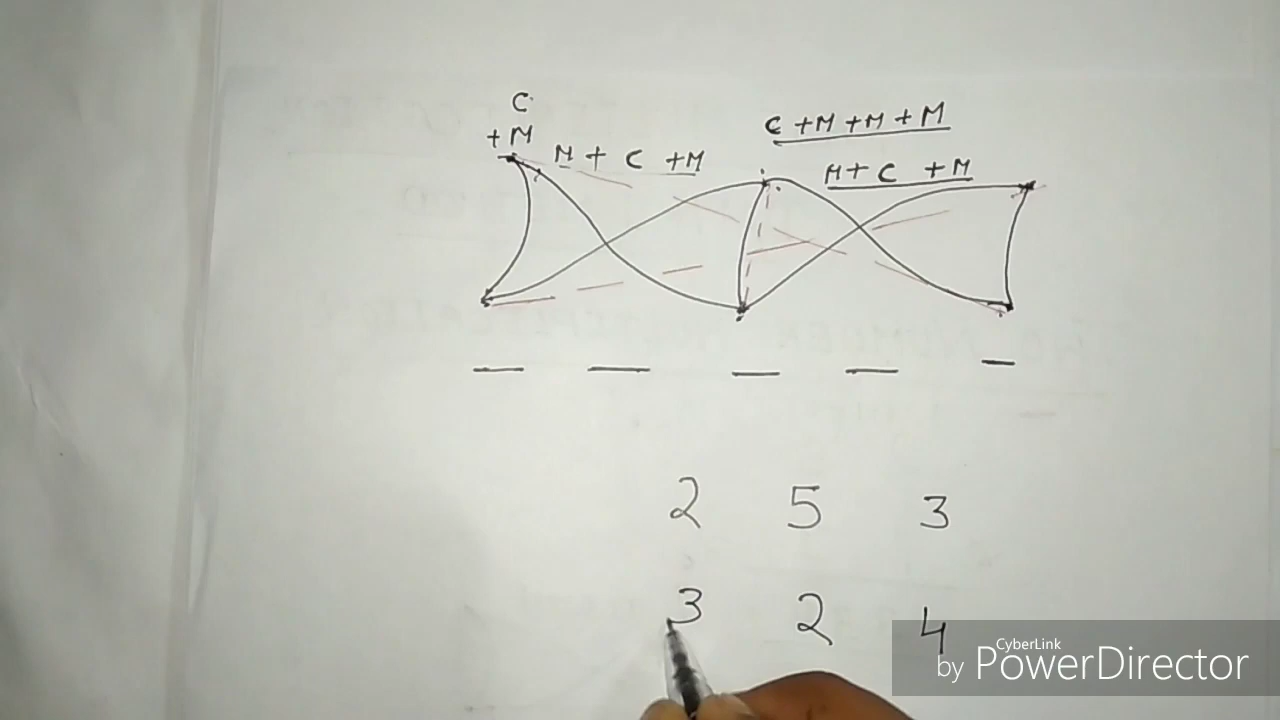 C
+M
M + C +M
C +M +M +M
M + C +M
2 5 3
3 2 4
CyberLink
by PowerDirector